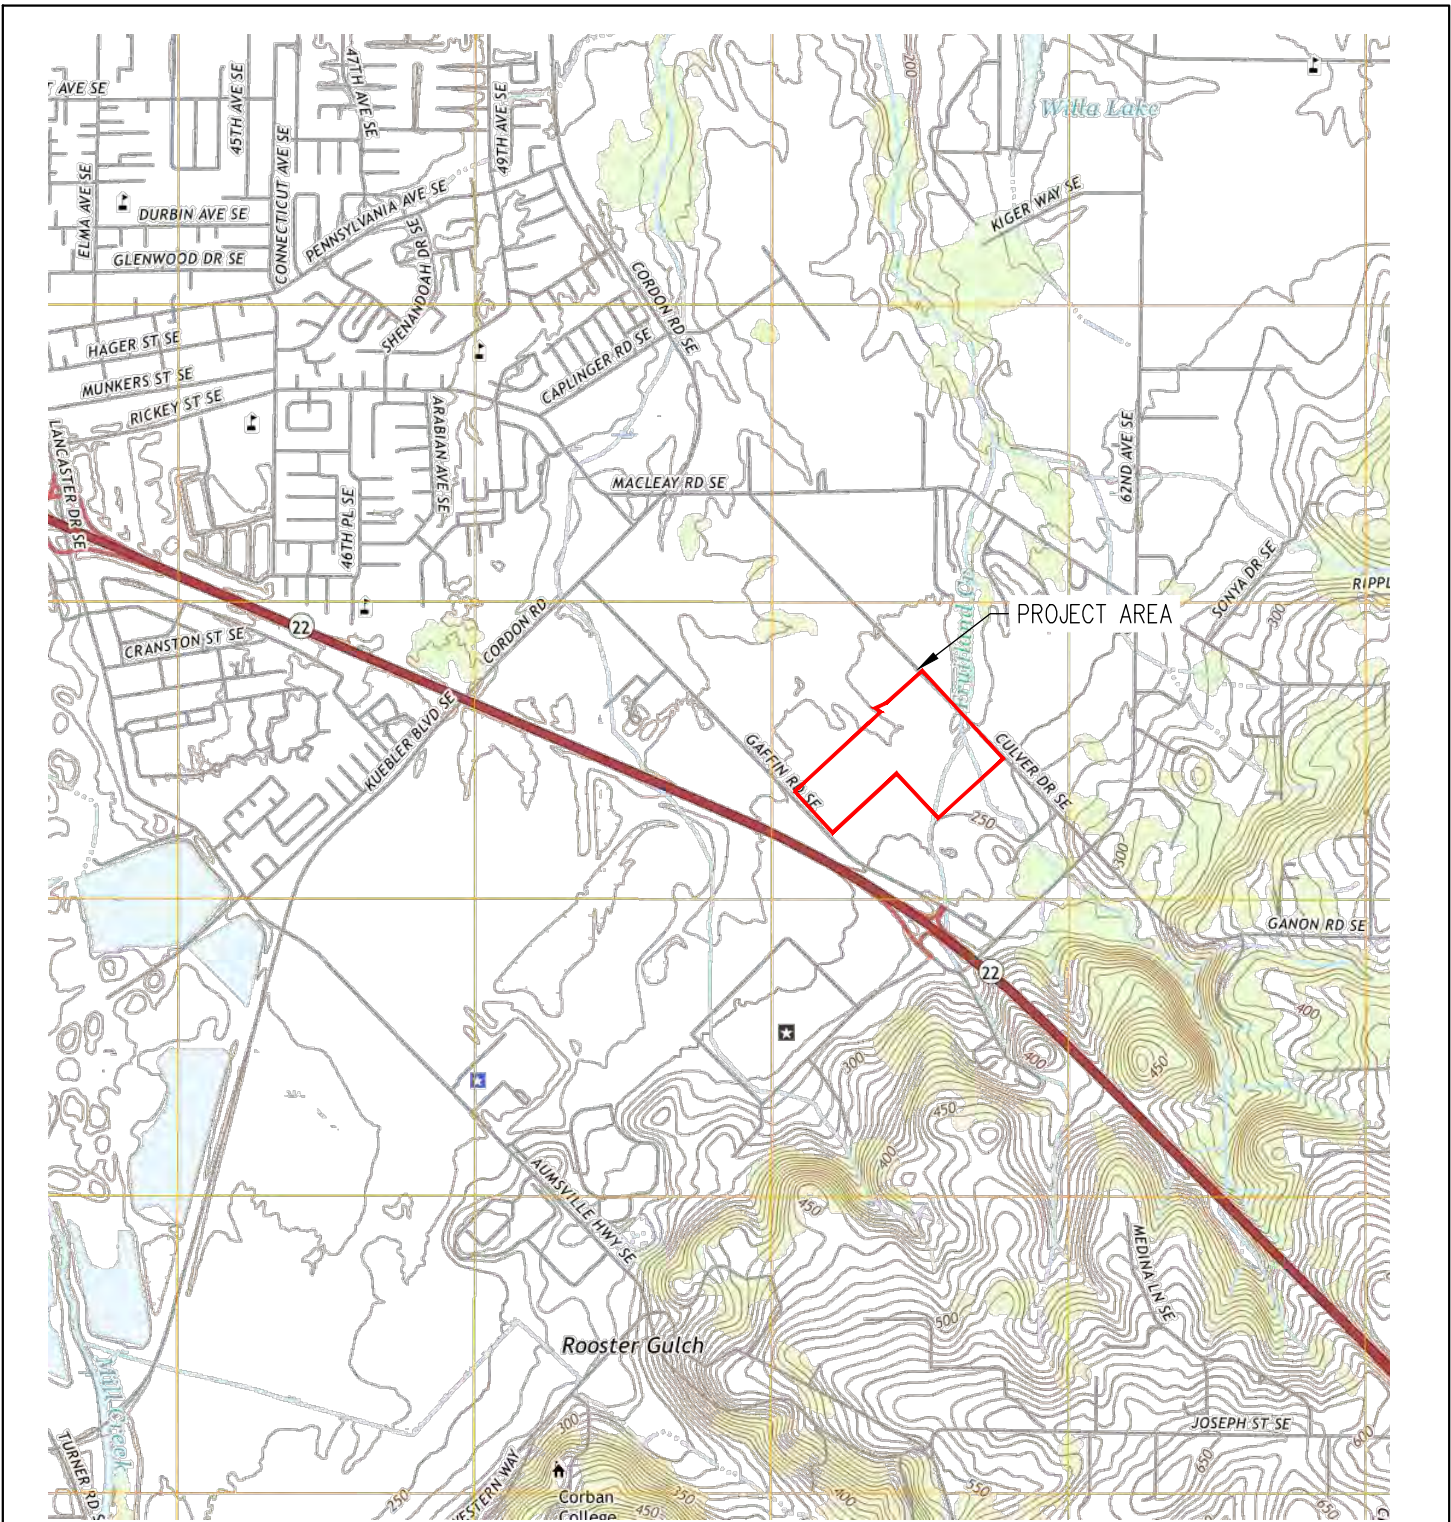 200
Willa Lake
T AVE SE
45TH AVE SE
47TH AVE SE
49TH AVE SE
CONNECTICUT AVE SE
ELMA AVE SE
DURBIN AVE SE
PENNSYLVANIA AVE SE
KIGER WAY SE
GLENWOOD DR SE
SHENANDOAH DR SE
CORDON RD SE
HAGER ST SE
CAPLINGER RD SE
MUNKERS ST SE
RICKEY ST SE
ARABIAN AVE SE
62ND AVE SE
LANCASTER DR SE
MACLEAY RD SE
46TH PL SE
SONYA DR SE
RIPPL
300
Fruitland Cr
PROJECT AREA
22
CORDON RD
CRANSTON ST SE
KUEBLER BLVD SE
GAFFIN RD SE
CULVER DR SE
250
300
GANON RD SE
22
400
300
400
450
450
400
AUMSVILLE HWY SE
450
MEDINA LN SE
500
Rooster Gulch
Mill Creek
300
JOSEPH ST SE
600
TURNER RD S
650
250
ESTERN WAY
Corban
College
450
350
400
550
650